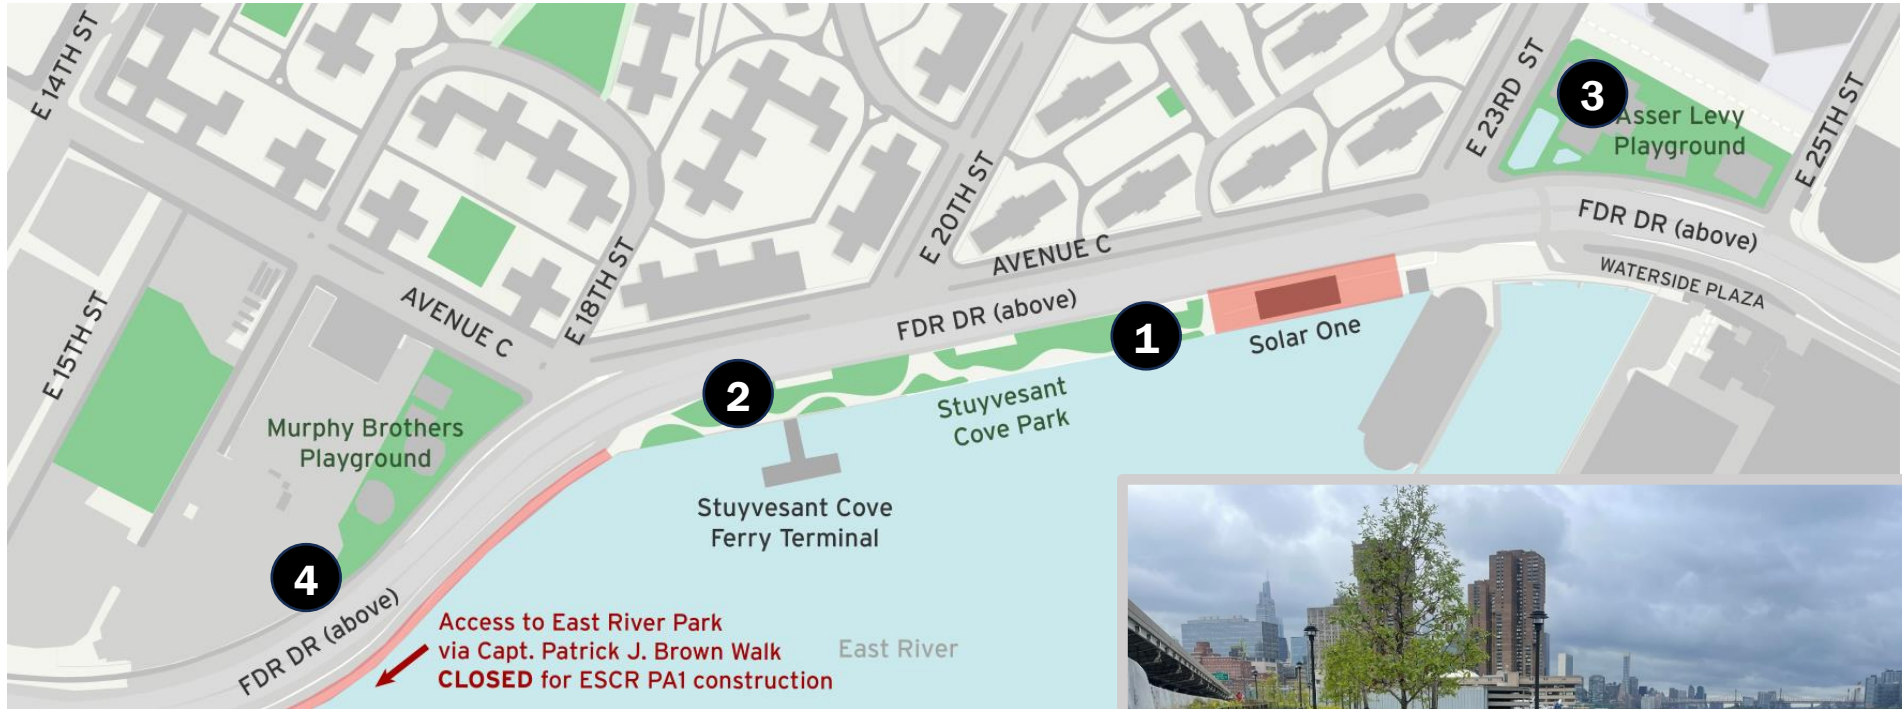 E 14TH ST
E 15TH ST
AVENUE C
E 18TH ST
E 20TH ST
AVENUE C
E 23RD ST
3
Asser Levy
Playground
E 25TH ST
FDR DR (above)
WATERSIDE PLAZA
FDR DR (above)
1
Solar One
2
Stuyvesant
Cove Park
Murphy Brothers
Playground
Stuyvesant Cove
Ferry Terminal
4
FDR DR (above)
Access to East River Park
via Capt. Patrick J. Brown Walk
CLOSED for ESCR PA1 construction
East River